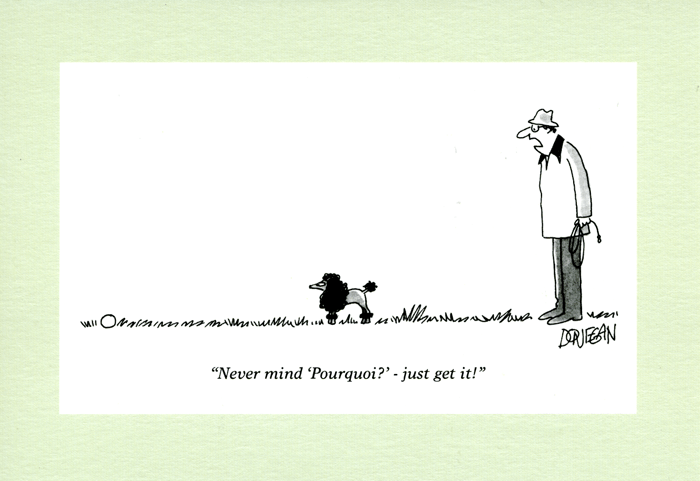 DONEGAN
“Never mind ‘Pourquoi?’ - just get it!”